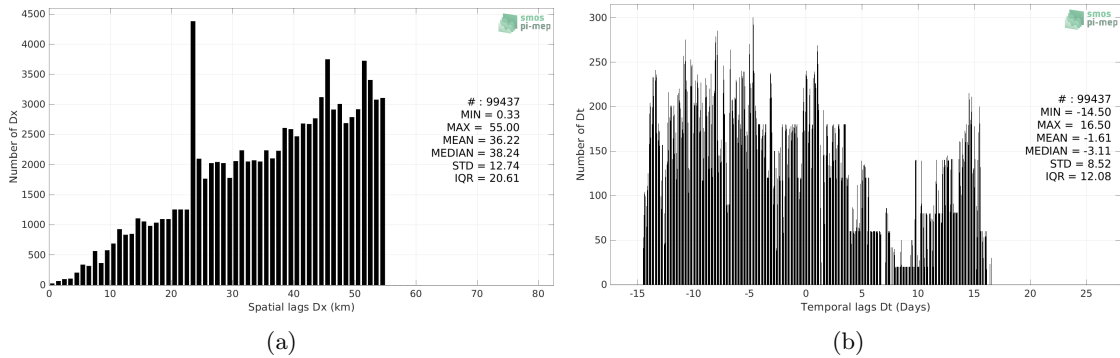 4500
4000
3500
3000
2500
2000
1500
1000
500
0
Number of Dx
smos
pi-mep
# : 99437
MIN = 0.33
MAX = 55.00
MEAN = 36.22
MEDIAN = 38.24
STD = 12.74
IQR = 20.61
0 10 20 30 40 50 60 70 80
Spatial lags Dx (km)
(a)
300
250
200
150
100
50
0
Number of Dt
smos
pi-mep
# : 99437
MIN = -14.50
MAX = 16.50
MEAN = -1.61
MEDIAN = -3.11
STD = 8.52
IQR = 12.08
-15 -10 -5 0 5 10 15 20 25
Temporal lags Dt (Days)
(b)